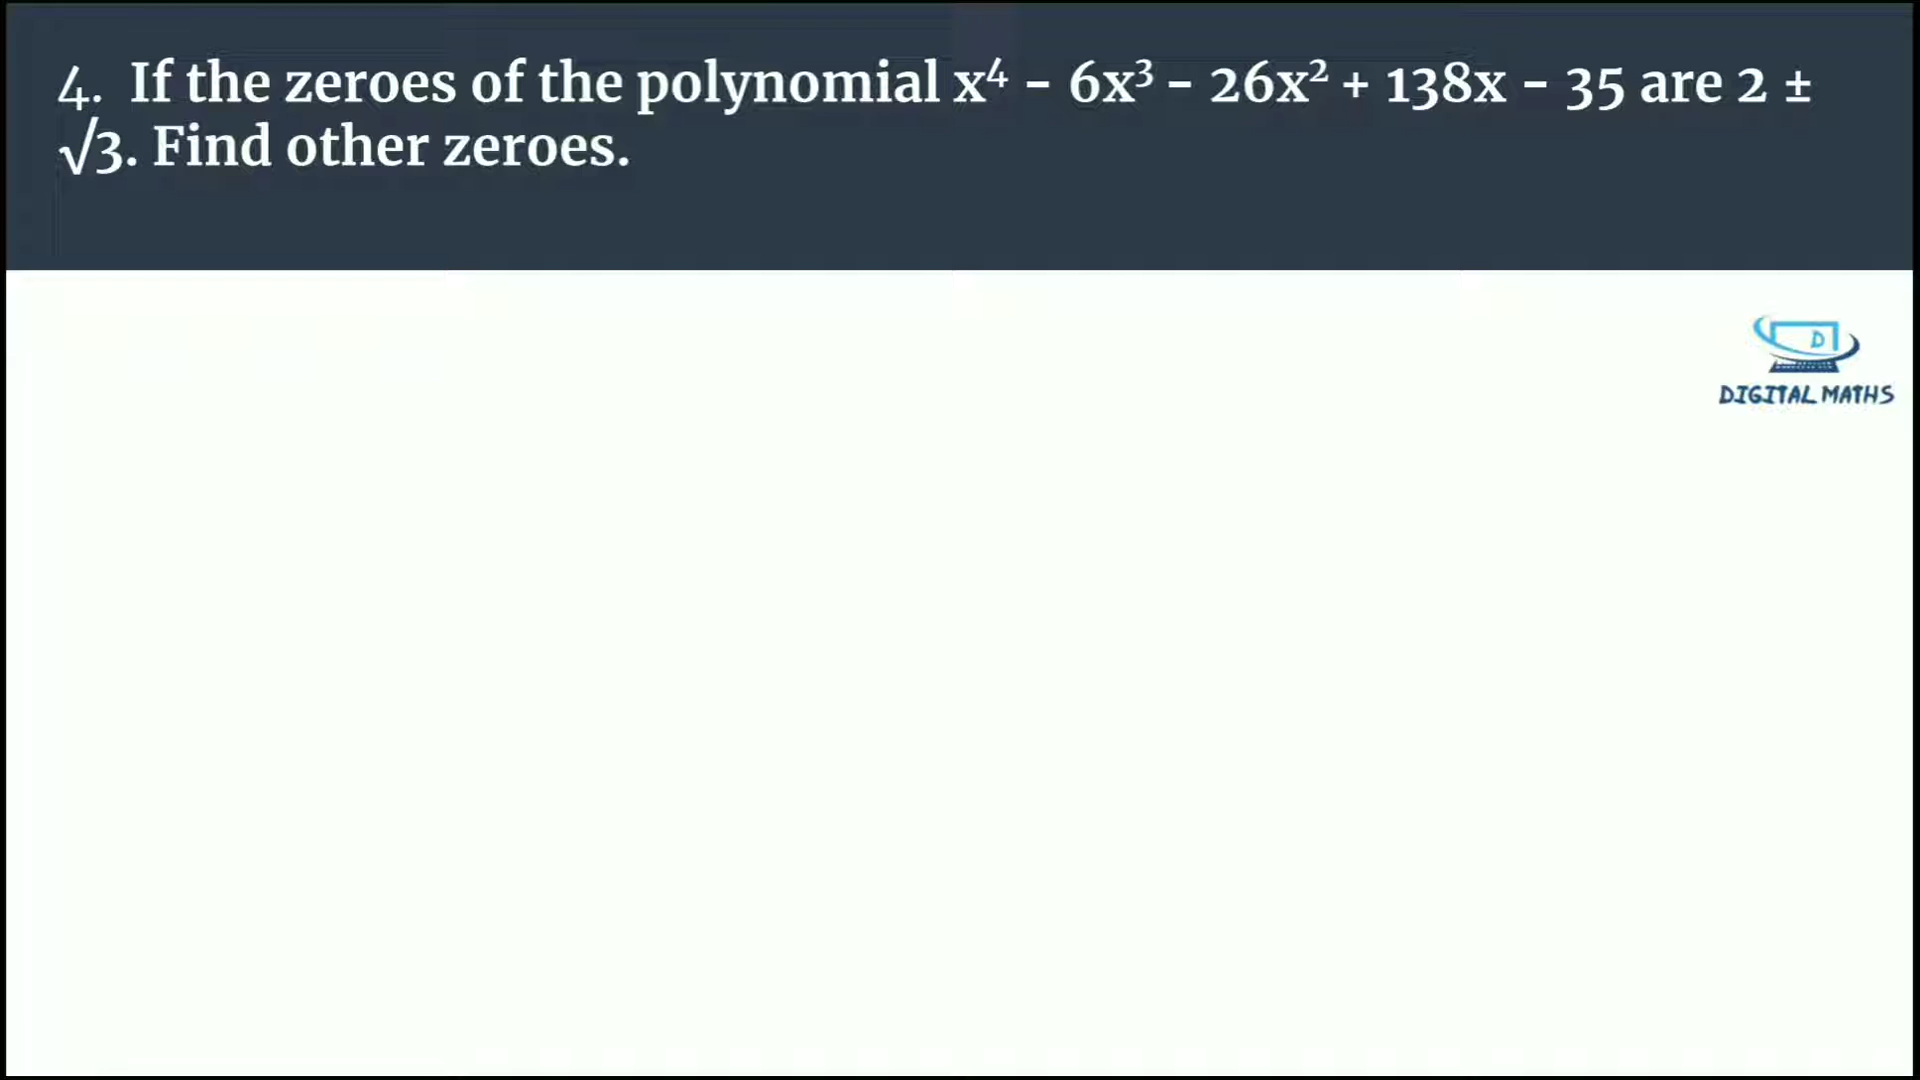 4. If the zeroes of the polynomial x⁴ - 6x³ - 26x² + 138x - 35 are 2 ±
√3. Find other zeroes.
D
DIGITAL MATHS